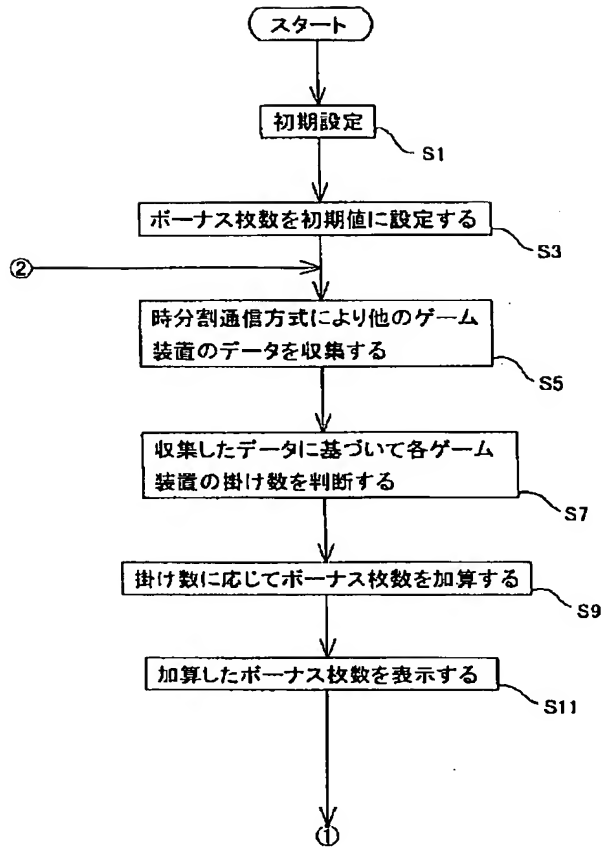 スタート
初期設定
S1
ボーナス枚数を初期値に設定する
S3
②
時分割通信方式により他のゲーム
装置のデータを収集する
S5
収集したデータに基づいて各ゲーム
装置の掛け数を判断する
S7
掛け数に応じてボーナス枚数を加算する
S9
加算したボーナス枚数を表示する
S11
①